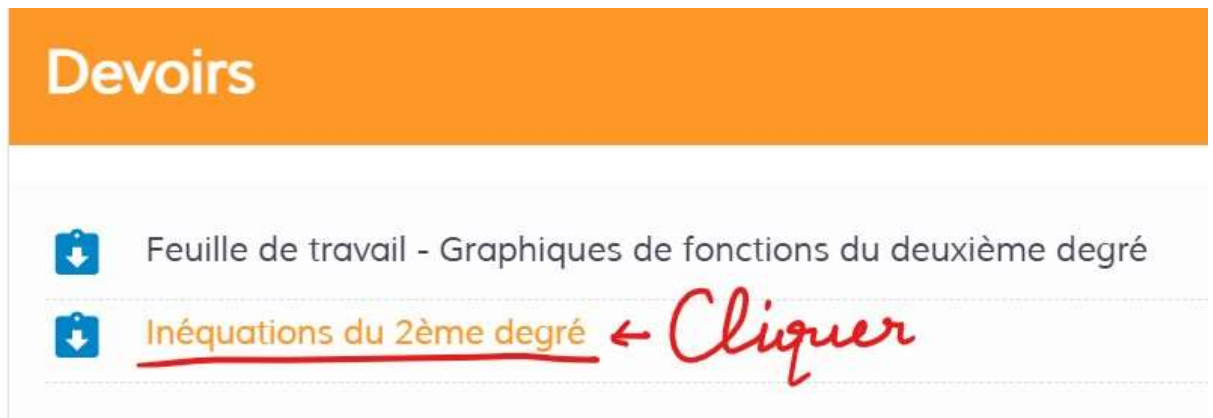 Devoirs
Feuille de travail - Graphiques de fonctions du deuxième degré
Inéquations du 2ème degré ← Cliquer